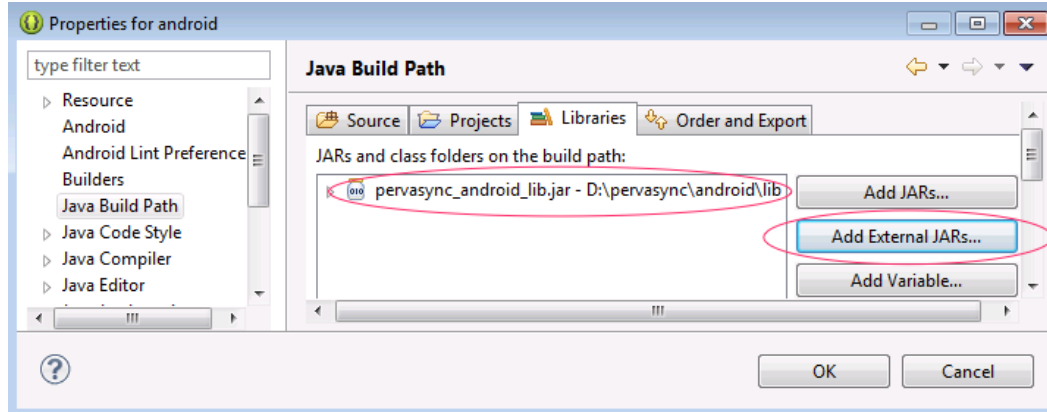 Properties for android
type filter text
Resource
Android
Android Lint Preference
Builders
Java Build Path
Java Code Style
Java Compiler
Java Editor
Java Build Path
Source Projects Libraries Order and Export
JARs and class folders on the build path:
pervasync_android_lib.jar - D:\pervasync\android\lib
Add JARs...
Add External JARs...
Add Variable...
OK Cancel